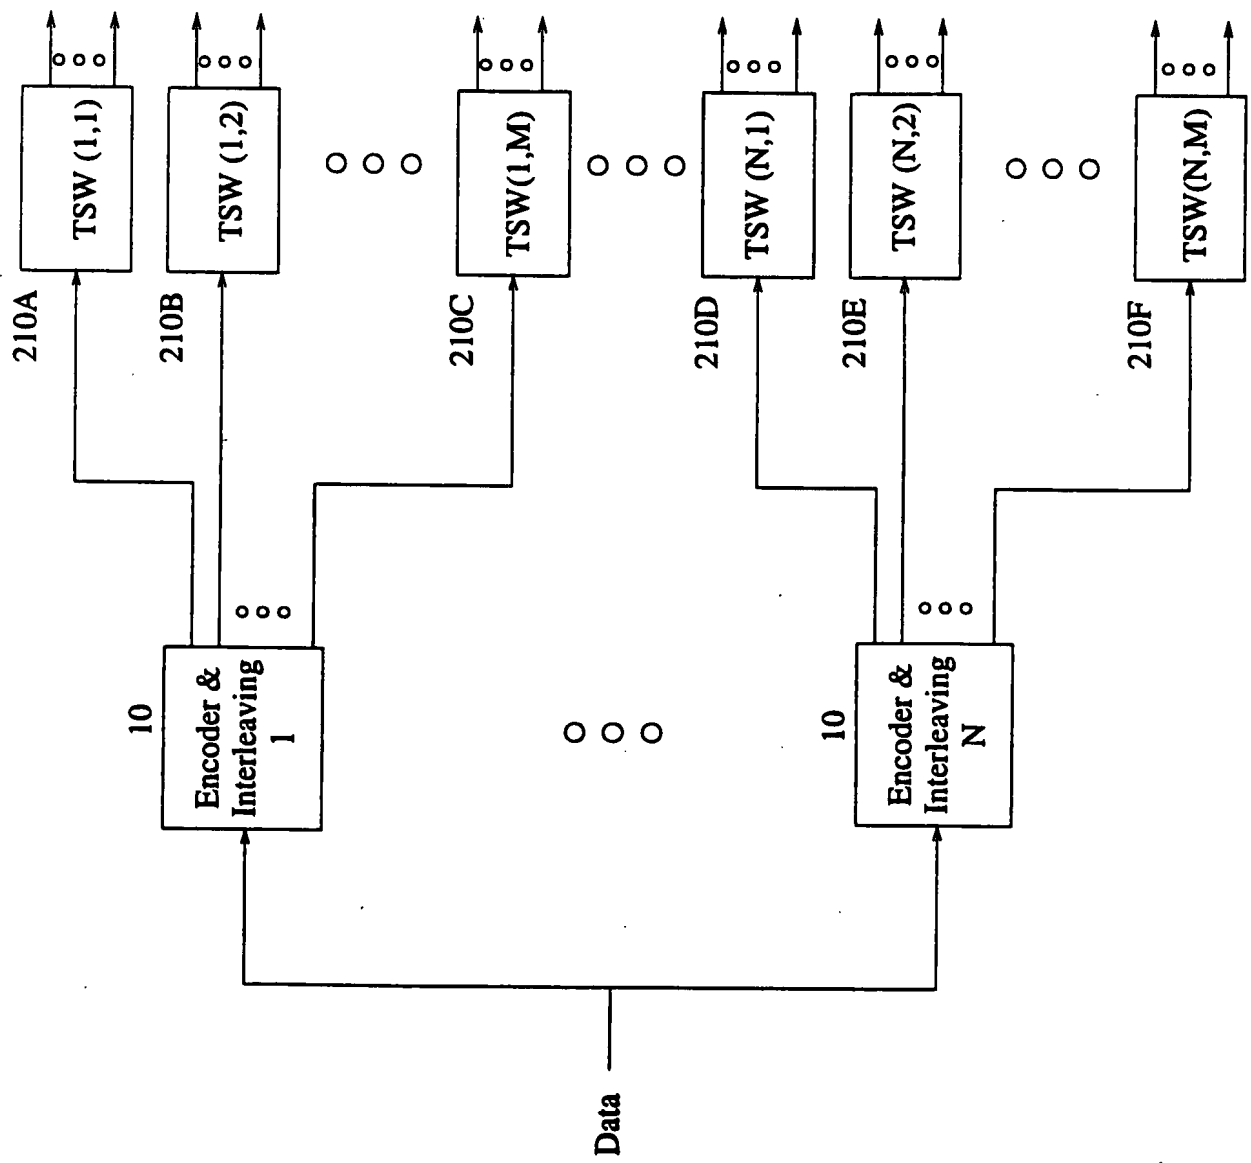 Data
10
Encoder &
Interleaving
1
10
Encoder &
Interleaving
N
210A
TSW (1,1)
210B
TSW (1,2)
210C
TSW(1,M)
210D
TSW (N,1)
210E
TSW (N,2)
210F
TSW(N,M)